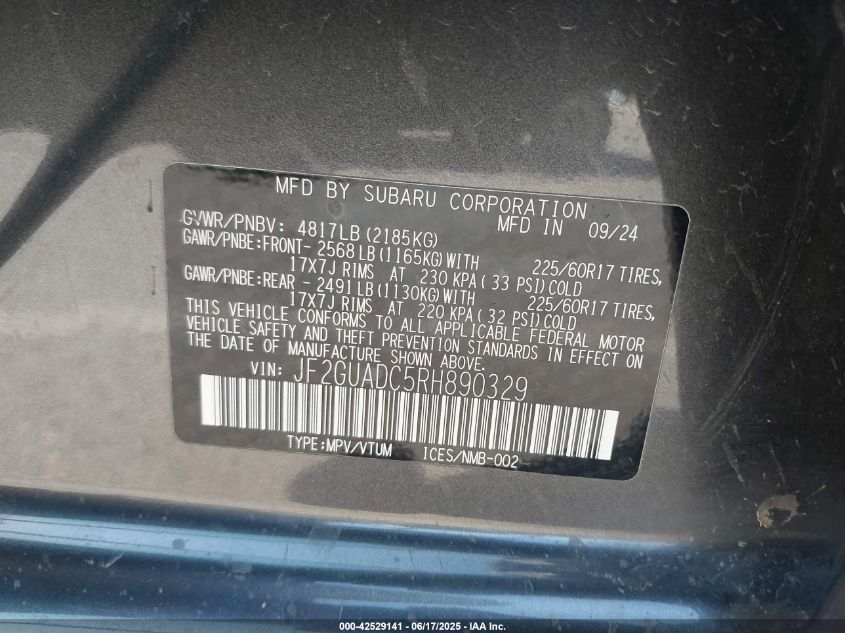 MFD BY SUBARU CORPORATION
MFD IN 09/24
GVWR/PNBV: 4817LB(2185KG)
GAWR/PNBE:FRONT- 2568LB(1165KG)WITH 225/60R17 TIRES,
17X7J RIMS AT 230 KPA( 33 PSI)COLD
GAWR/PNBE:REAR - 2491LB(1130KG)WITH 225/60R17 TIRES,
17X7J RIMS AT 220 KPA( 32 PSI)COLD
THIS VEHICLE CONFORMS TO ALL APPLICABLE FEDERAL MOTOR
VEHICLE SAFETY AND THEFT PREVENTION STANDARDS IN EFFECT ON
THE DATE OF MANUFACTURE SHOWN ABOVE.
VIN: JF2GUADC5RH890329
TYPE:MPV/VTUM ICES/NMB-002
000-42529141 - 06/17/2025 - IAA Inc.